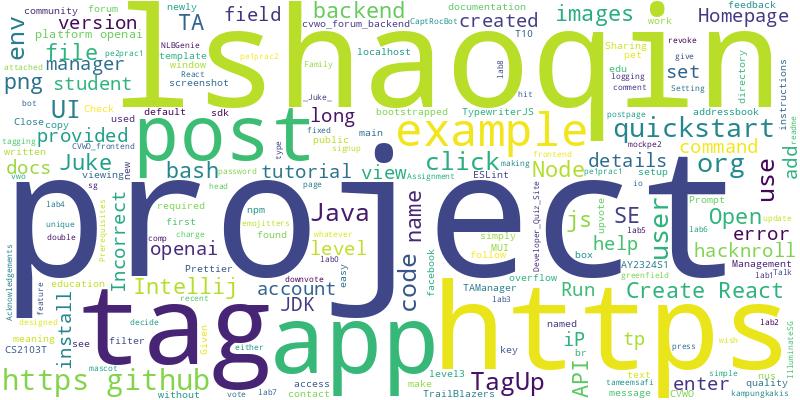 community forum
newly
lshaoqin
backend
documentation
feedback
env
version
TA
field
cvwo_forum_backend
CaptRocBot
created
images
work
Homepage
platform openai
NLBGenie
localhost
T10
Sharing
revoke
file
pe2prac1
template
pe1prac2
pet
manager
window
Family
lab8
edu
give
set
directory
png
attached
React
logging
student
bot
Check
screenshot
hit
comment
Setting
instructions
default
sdk
_Juke_
long
bootstrapped
TypewriterJS
postpage
addressbook
UI
Close
copy
used
post
fixed
main
example
quickstart
readme
provided
public
signup
mockpe2
command
tagging
written
CVWO_frontend
type
click
making
frontend
details
org
add
docs
Juke
bash
tutorial
view
Assignment
ESLint
Node
pe1prac1
setup
vwo
viewing
new
password
page
io
use
sg
head
project
lab4
Incorrect
required
npm
emojitters
Java
name
js
SE
user
Prompt
Open
update
unique
Prerequisites
first
whatever
simply
Developer_Quiz_Site
upvote
lab5
lab6
error
double
comp
charge
found
level
MUI
help
hacknroll
openai
lab0
code
follow
box
AY2324S1
Management
Acknowledgements
Prettier
easy
facebook
overflow
greenfield
lab1
Talk
feature
education
Intellij
account
downvote
TAManager
Run
Create React
install
recent
JDK
lab3
designed
tag
app
https
named
iP
tp
lab2
meaning
decide
key
br
press
wish
CS2103T
see
filter
Given
either
API
tameemsafi
simple
nus
IlluminateSG
https github
mascot
access
level3
TagUp
text
enter
quality
without
vote
lab7
contact
make
TrailBlazers
message
CVWO
kampungkakis